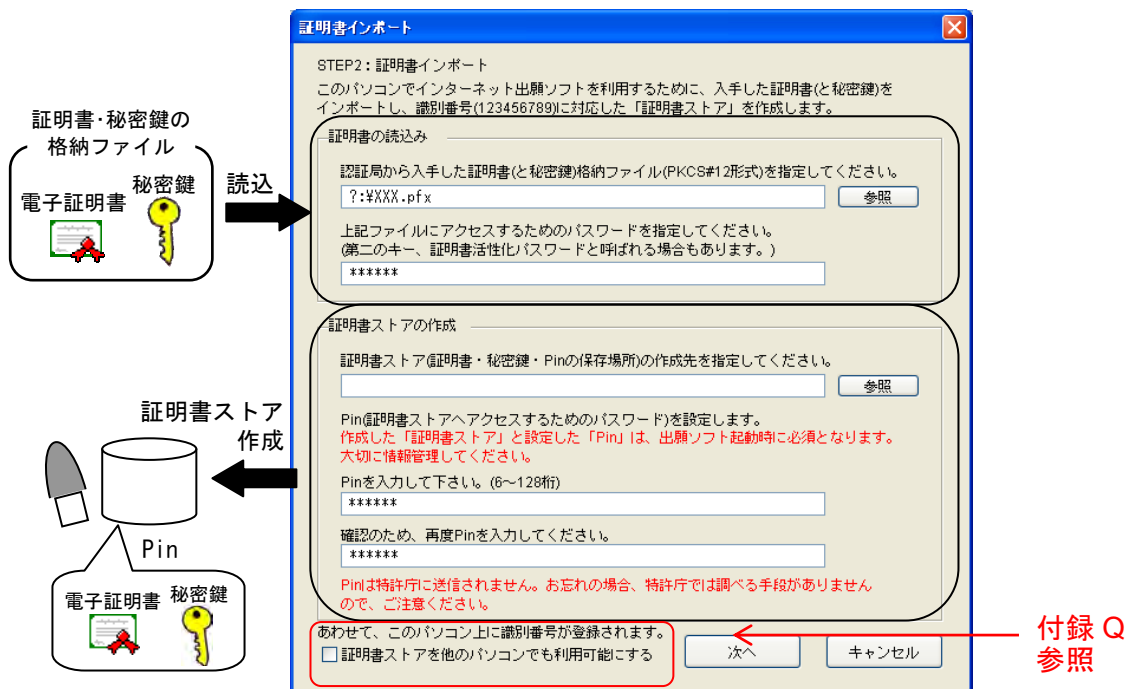 証明書インポート
STEP2：証明書インポート
このパソコンでインターネット出願ソフトを利用するために、入手した証明書(と秘密鍵)を
インポートし、識別番号(123456789)に対応した「証明書ストア」を作成します。
証明書・秘密鍵の
格納ファイル
電子証明書
秘密鍵
読込
証明書の読込み
認証局から入手した証明書(と秘密鍵)格納ファイル(PKCS#12形式)を指定してください。
?:¥XXX.pfx
参照
上記ファイルにアクセスするためのパスワードを指定してください。
(第二のキー、証明書活性化パスワードと呼ばれる場合もあります。)
******
証明書ストアの作成
証明書ストア(証明書・秘密鍵・Pinの保存場所)の作成先を指定してください。
参照
Pin(証明書ストアへアクセスするためのパスワード)を設定します。
作成した「証明書ストア」と設定した「Pin」は、出願ソフト起動時に必須となります。
大切に情報管理してください。
Pinを入力して下さい。(6～128桁)
******
確認のため、再度Pinを入力してください。
******
Pinは特許庁に送信されません。お忘れの場合、特許庁では調べる手段がありません
ので、ご注意ください。
証明書ストア
作成
Pin
電子証明書
秘密鍵
あわせて、このパソコン上に識別番号が登録されます。
証明書ストアを他のパソコンでも利用可能にする
次へ
キャンセル
付録 Q
参照